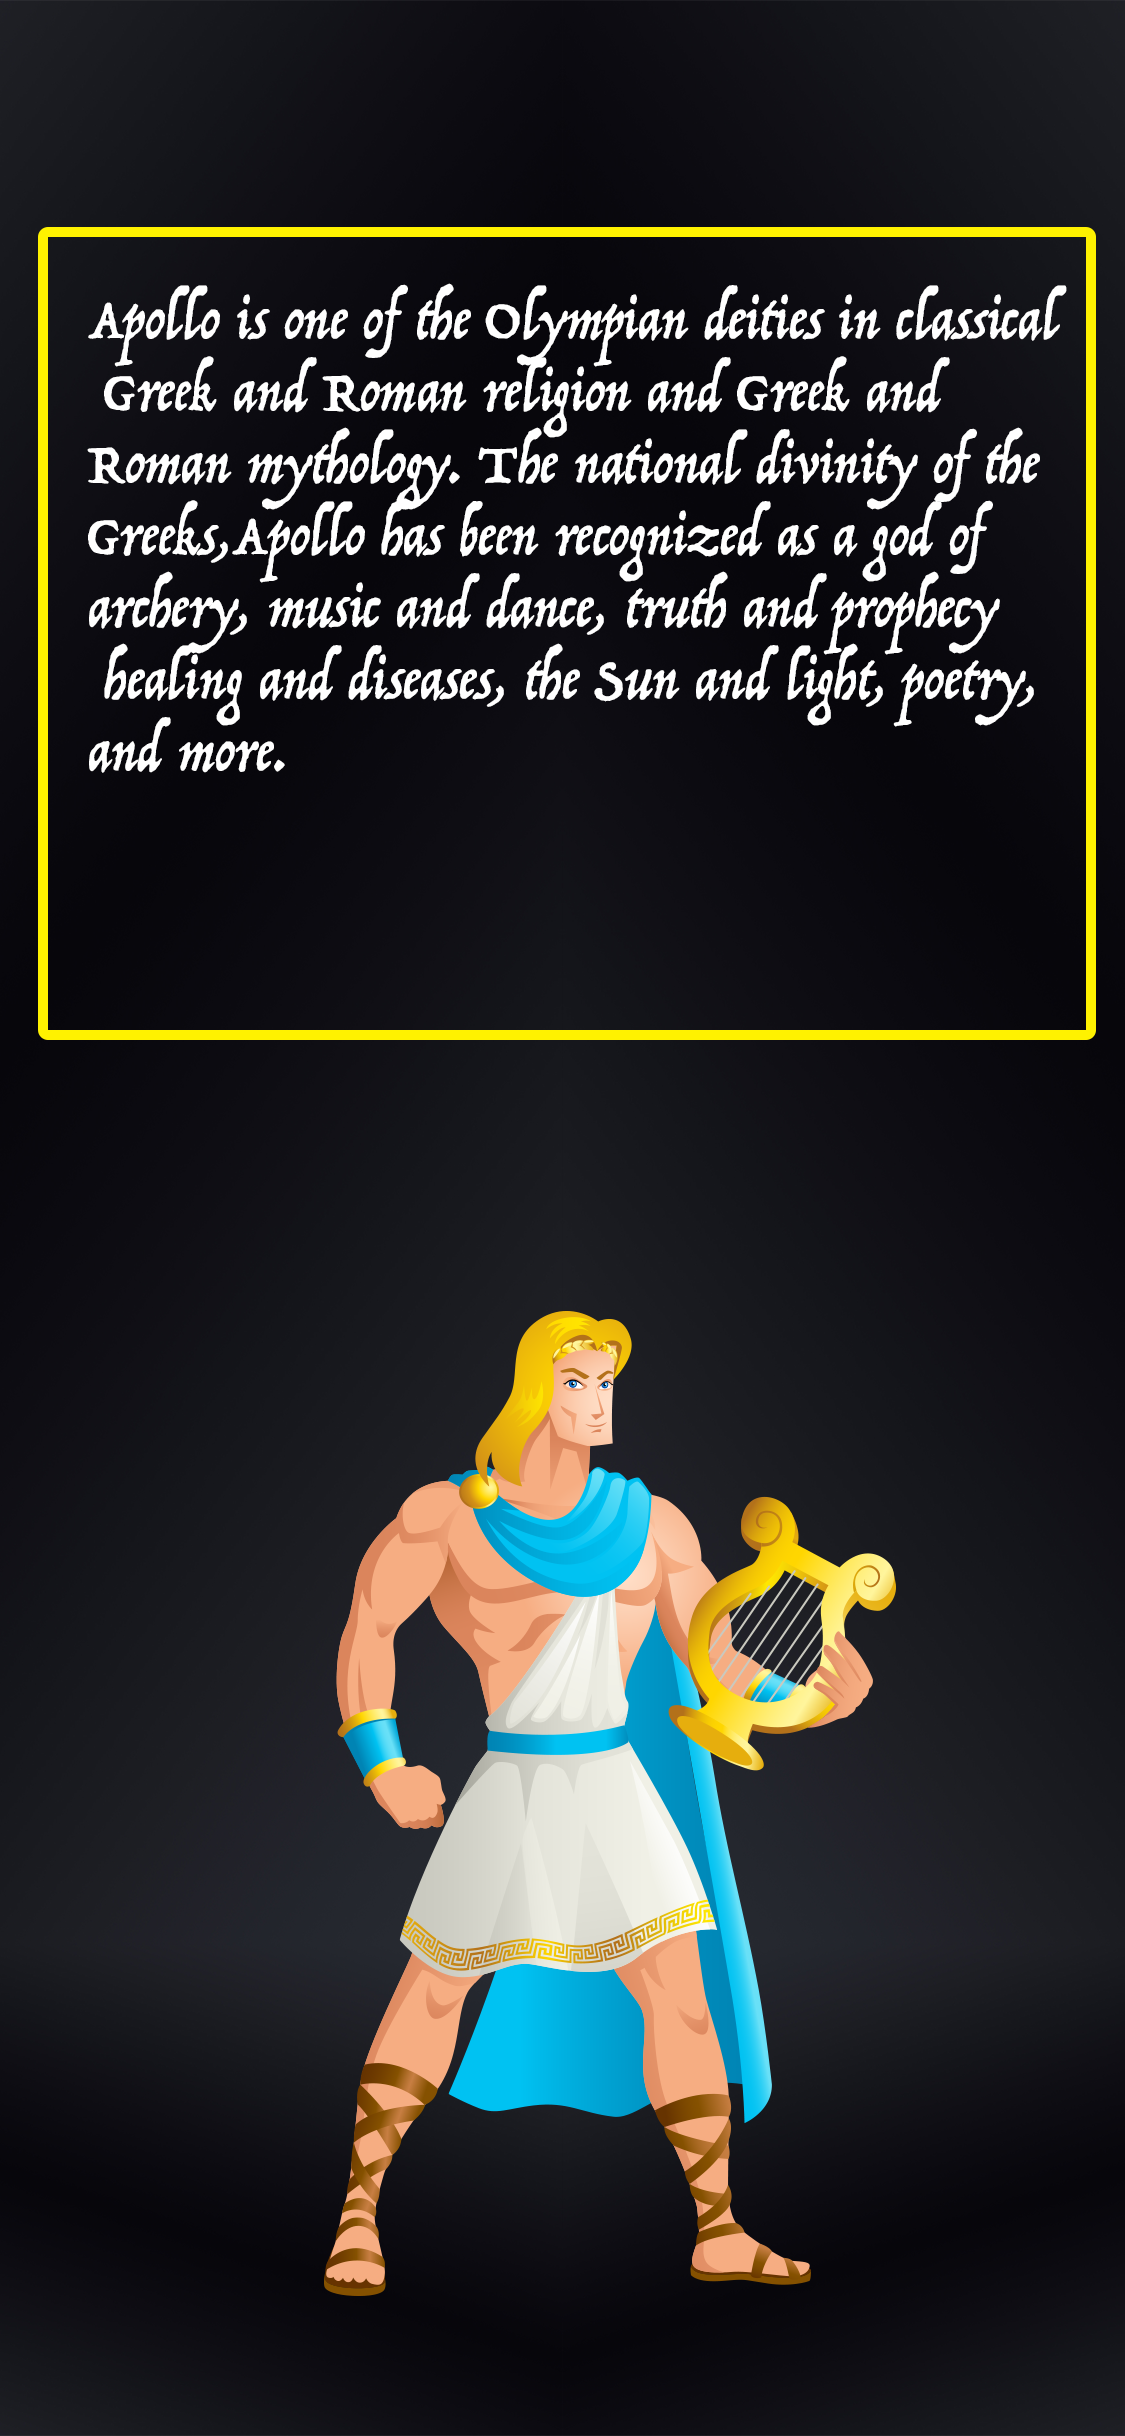 Apollo is one of the Olympian deities in classical
Greek and Roman religion and Greek and
Roman mythology. The national divinity of the
Greeks,Apollo has been recognized as a god of
archery, music and dance, truth and prophecy
healing and diseases, the Sun and light, poetry,
and more.